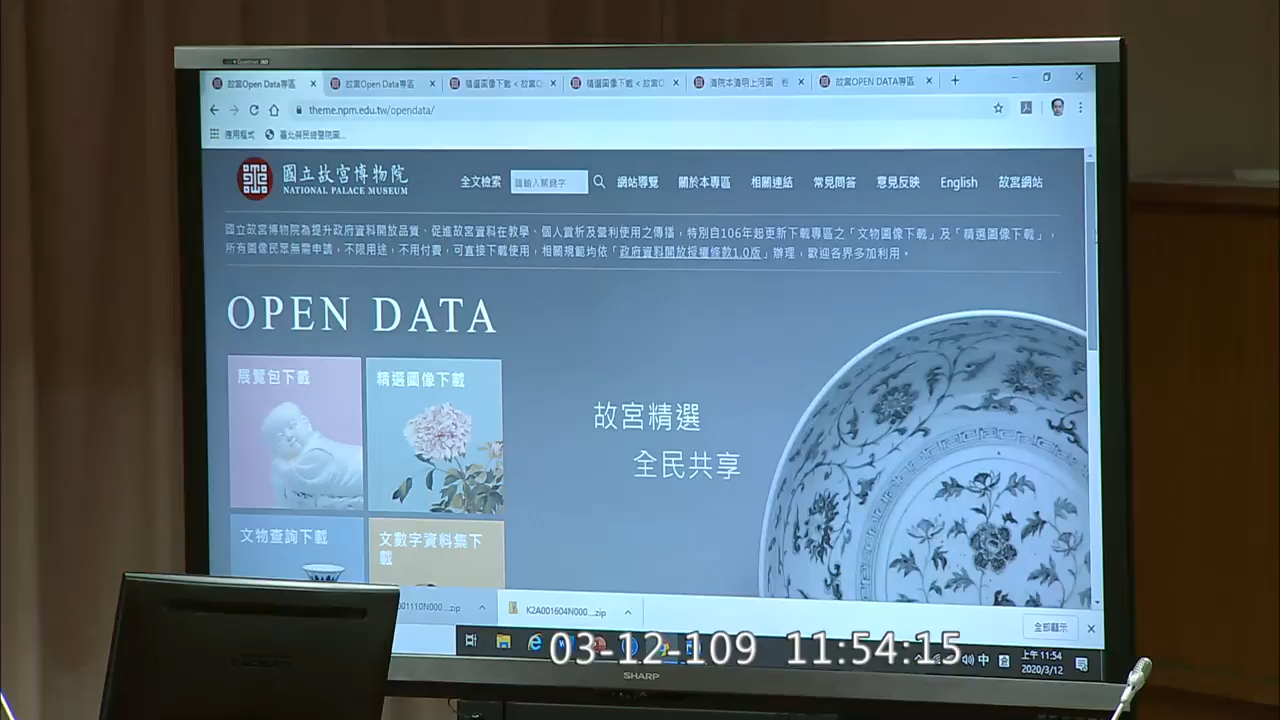 故宮Open Data專區
故宮Open Data專區
精選圖像下載 < 故宮O
精選圖像下載 < 故宮O
清院本清明上河圖 卷
故宮OPEN DATA專區
theme.npm.edu.tw/opendata/
應用程式
臺北榮民總醫院圖...
國立故宮博物院
NATIONAL PALACE MUSEUM
全文檢索
請輸入關鍵字
網站導覽
關於本專區
相關連結
常見問答
意見反映
English
故宮網站
國立故宮博物院為提升政府資料開放品質、促進故宮資料在教學、個人賞析及營利使用之傳播，特別自106年起更新下載專區之「文物圖像下載」及「精選圖像下載」，
所有圖像民眾無需申請，不限用途，不用付費，可直接下載使用，相關規範均依「政府資料開放授權條款1.0版」辦理，歡迎各界多加利用。
OPEN DATA
展覽包下載
精選圖像下載
故宮精選
全民共享
文物查詢下載
文數字資料集下
載
001110N000....zip
K2A001604N000....zip
全部顯示
03-12-109 11:54:15
中
上午 11:54
2020/3/12
SHARP